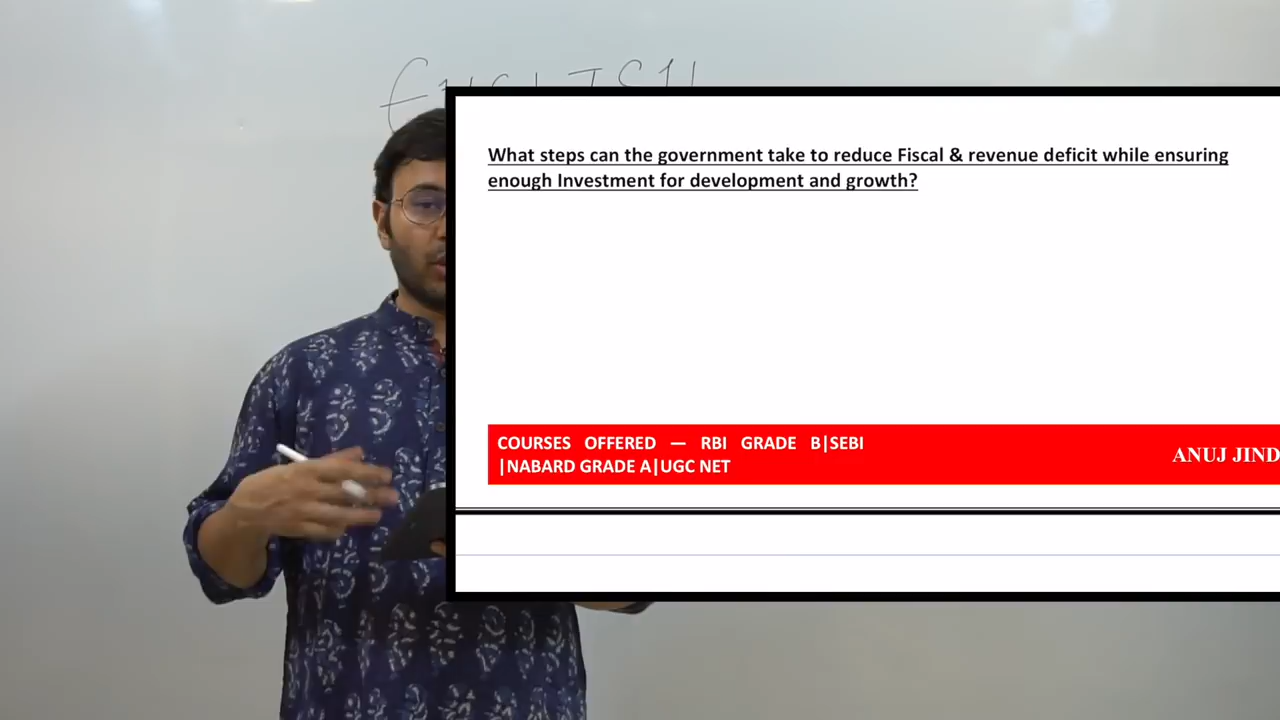 What steps can the government take to reduce Fiscal & revenue deficit while ensuring
enough Investment for development and growth?
COURSES OFFERED — RBI GRADE B|SEBI
|NABARD GRADE A|UGC NET
ANUJ JIND